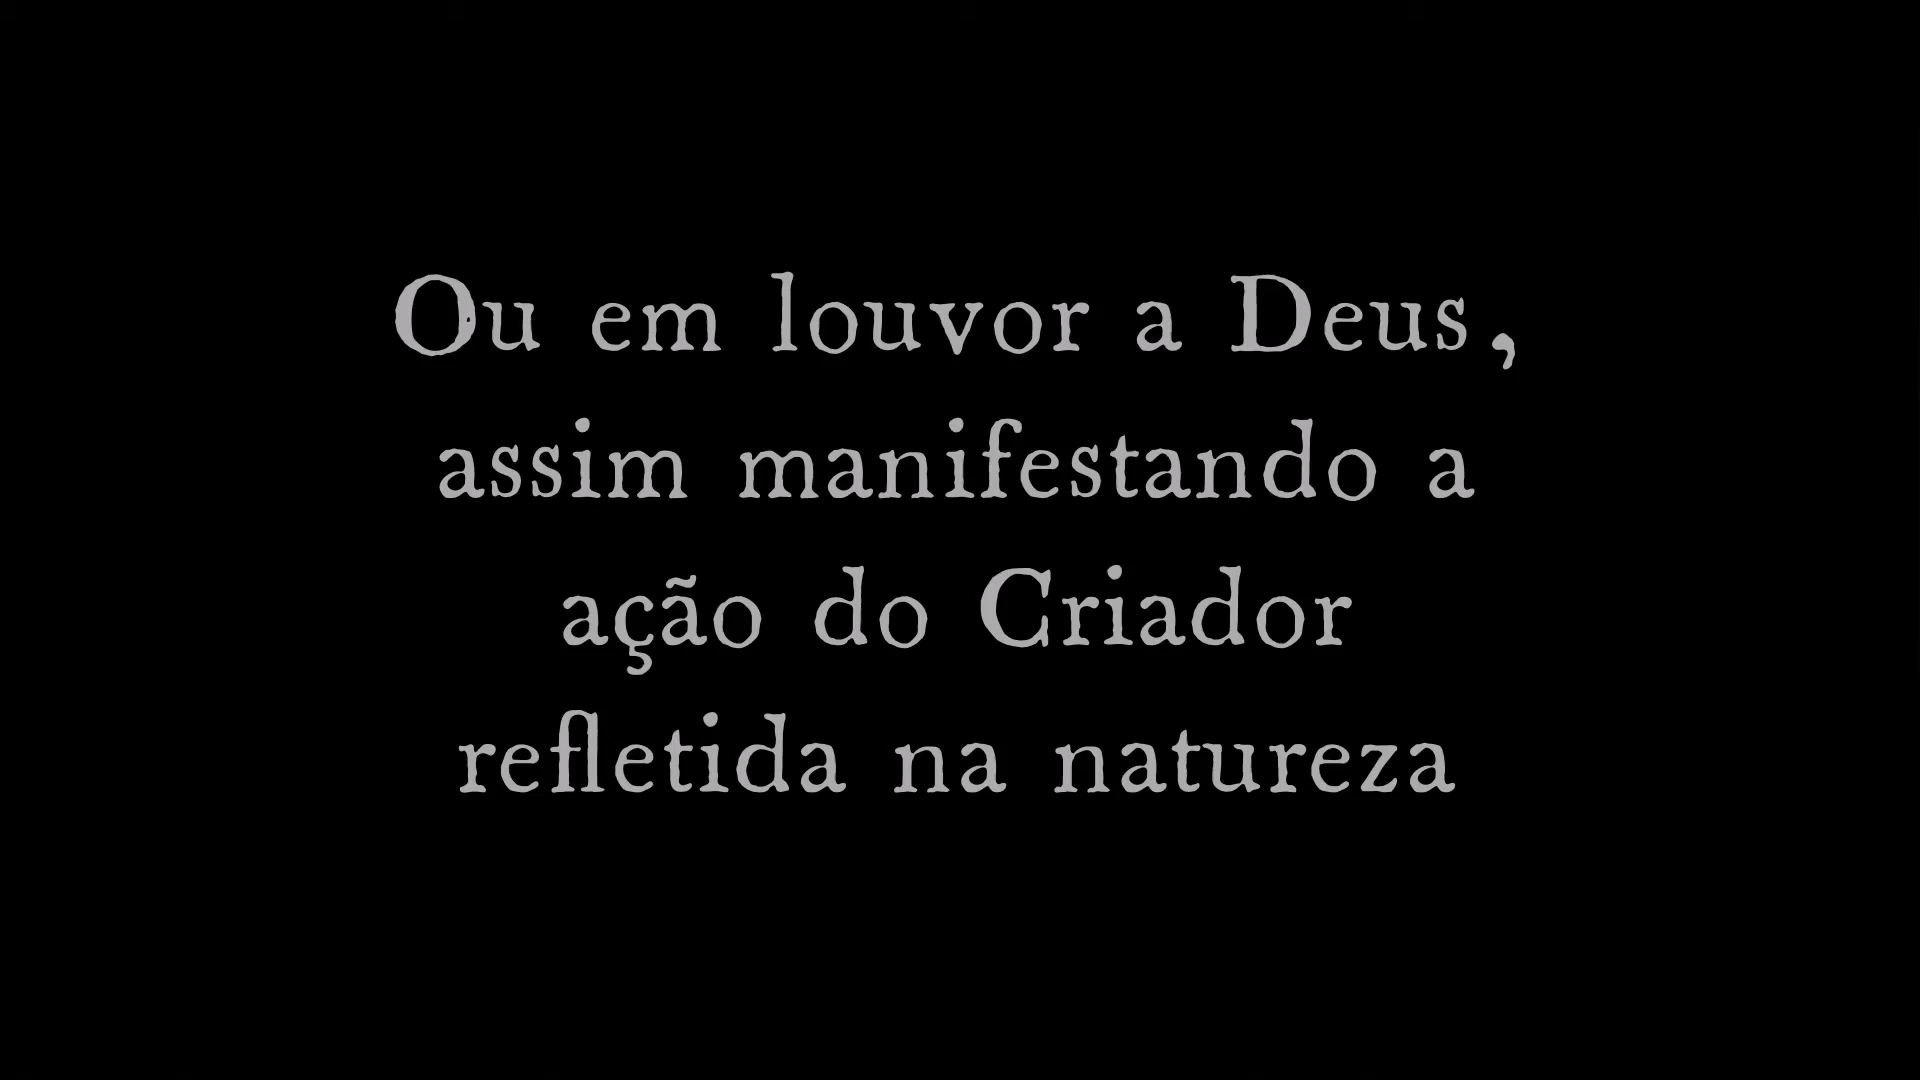 Ou em louvor a Deus,
assim manifestando a
ação do Criador
refletida na natureza